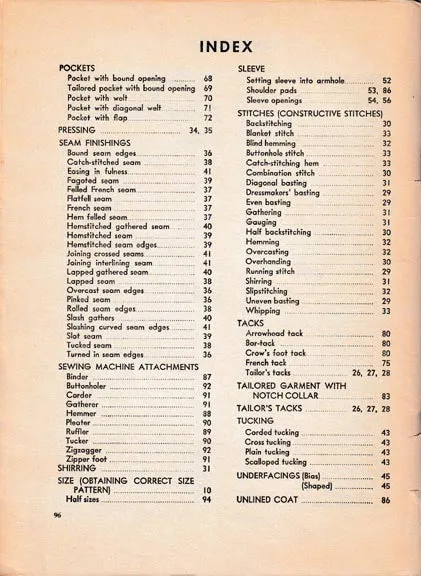 INDEX
POCKETS
Pocket with bound opening 68
Tailored pocket with bound opening 69
Pocket with welt 70
Pocket with diagonal welt 71
Pocket with flap 72
PRESSING 34, 35
SEAM FINISHINGS
Bound seam edges 36
Catch-stitched seam 38
Easing in fulness 41
Fagoted seam 39
Felled French seam 37
Flatfell seam 37
French seam 37
Hem felled seam 37
Hemstitched gathered seam 40
Hemstitched seam 39
Hemstitched seam edges 39
Joining crossed seams 41
Joining interlining seam 41
Lapped gathered seam 40
Lapped seam 38
Overcast seam edges 36
Pinked seam 36
Rolled seam edges 38
Slash gathers 40
Slashing curved seam edges 41
Slot seam 39
Tucked seam 38
Turned in seam edges 36
SEWING MACHINE ATTACHMENTS
Binder 87
Buttonholer 92
Corder 91
Gatherer 91
Hemmer 88
Pleater 90
Ruffler 89
Tucker 90
Zigzagger 92
Zipper foot 91
SHIRRING 31
SIZE (OBTAINING CORRECT SIZE
PATTERN) 10
Half sizes 94
96
SLEEVE
Setting sleeve into armhole 52
Shoulder pads 53, 86
Sleeve openings 54, 56
STITCHES (CONSTRUCTIVE STITCHES)
Backstitching 30
Blanket stitch 33
Blind hemming 32
Buttonhole stitch 33
Catch-stitching hem 33
Combination stitch 30
Diagonal basting 31
Dressmakers' basting 29
Even basting 29
Gathering 31
Gauging 31
Half backstitching 30
Hemming 32
Overcasting 32
Overhanding 30
Running stitch 29
Shirring 31
Slipstitching 32
Uneven basting 29
Whipping 33
TACKS
Arrowhead tack 80
Bar-tack 80
Crow's foot tack 80
French tack 75
Tailor's tacks 26, 27, 28
TAILORED GARMENT WITH
NOTCH COLLAR 83
TAILOR'S TACKS 26, 27, 28
TUCKING
Corded tucking 43
Cross tucking 43
Plain tucking 43
Scalloped tucking 43
UNDERFACINGS (Bias) 45
(Shaped) 45
UNLINED COAT 86